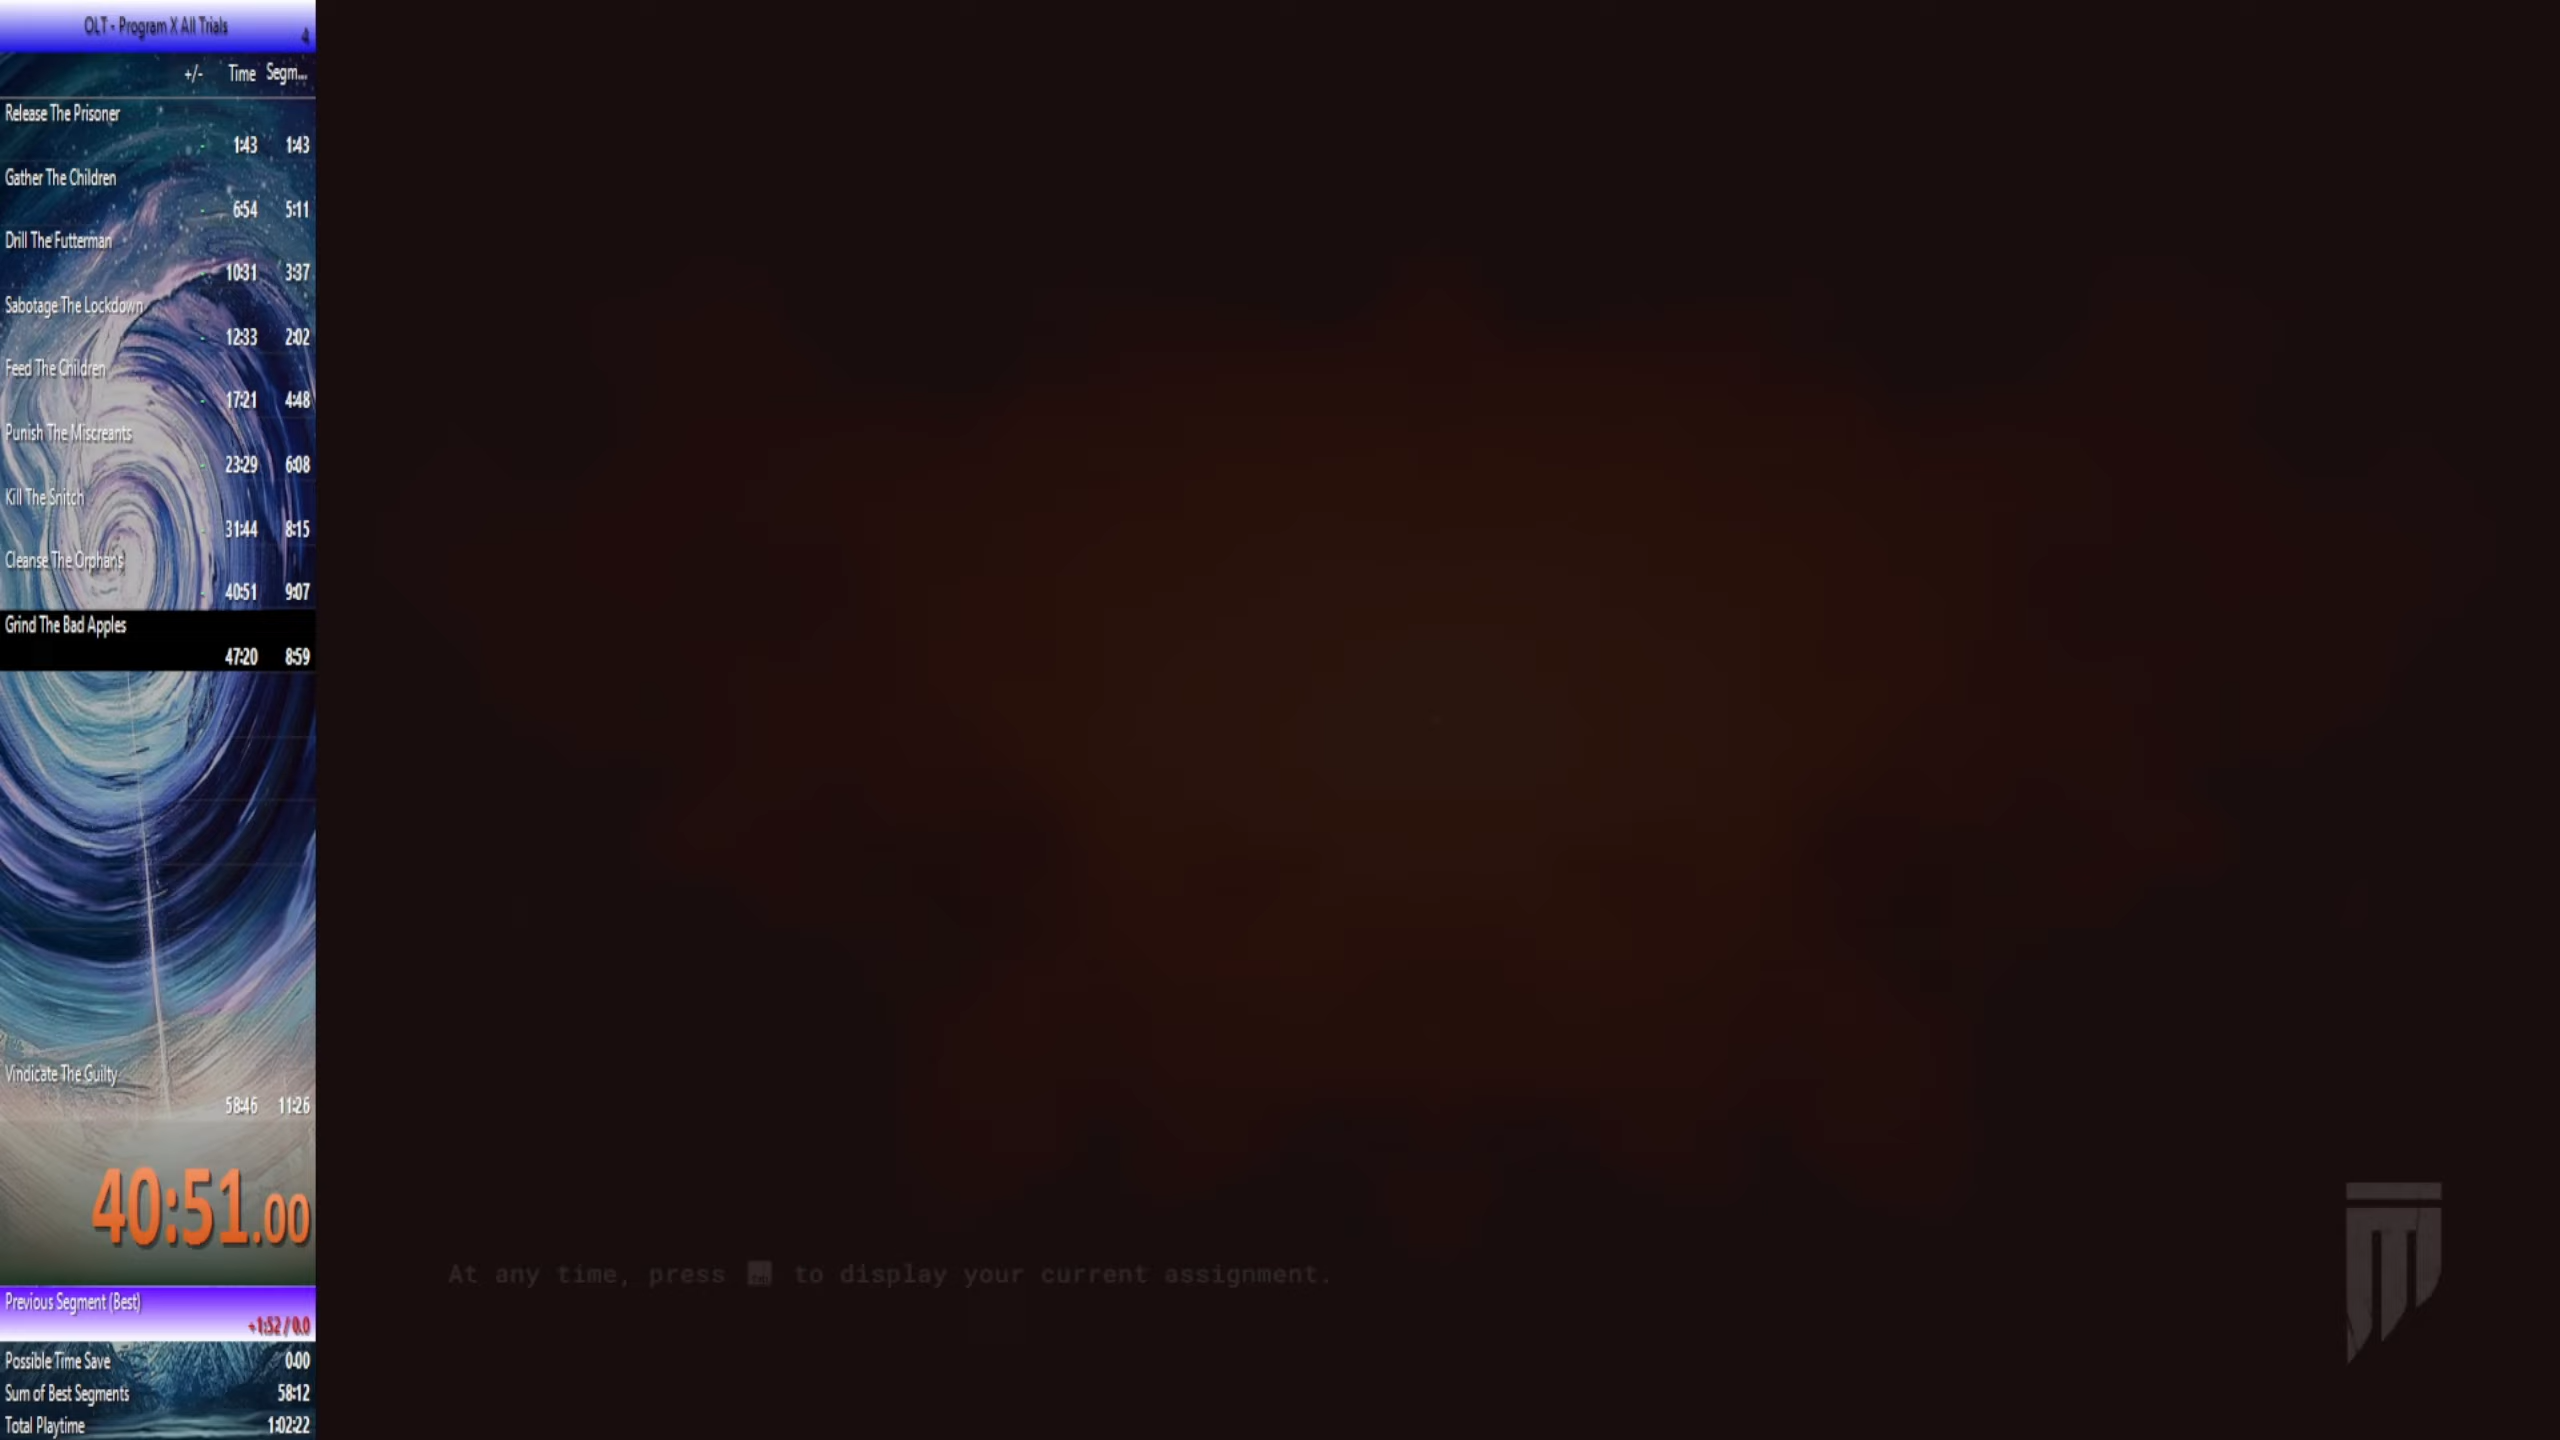 OLT - Program X All Trials
4
+/- Time Segm...
Release The Prisoner
- 1:43 1:43
Gather The Children
- 6:54 5:11
Drill The Futterman
- 10:31 3:37
Sabotage The Lockdown
- 12:33 2:02
Feed The Children
- 17:21 4:48
Punish The Miscreants
- 23:29 6:08
Kill The Snitch
- 31:44 8:15
Cleanse The Orphans
- 40:51 9:07
Grind The Bad Apples
47:20 8:59
Vindicate The Guilty
58:46 11:26
40:51.00
Previous Segment (Best)
+1:52 / 0.0
Possible Time Save 0.00
Sum of Best Segments 58:12
Total Playtime 1:02:22
At any time, press to display your current assignment.